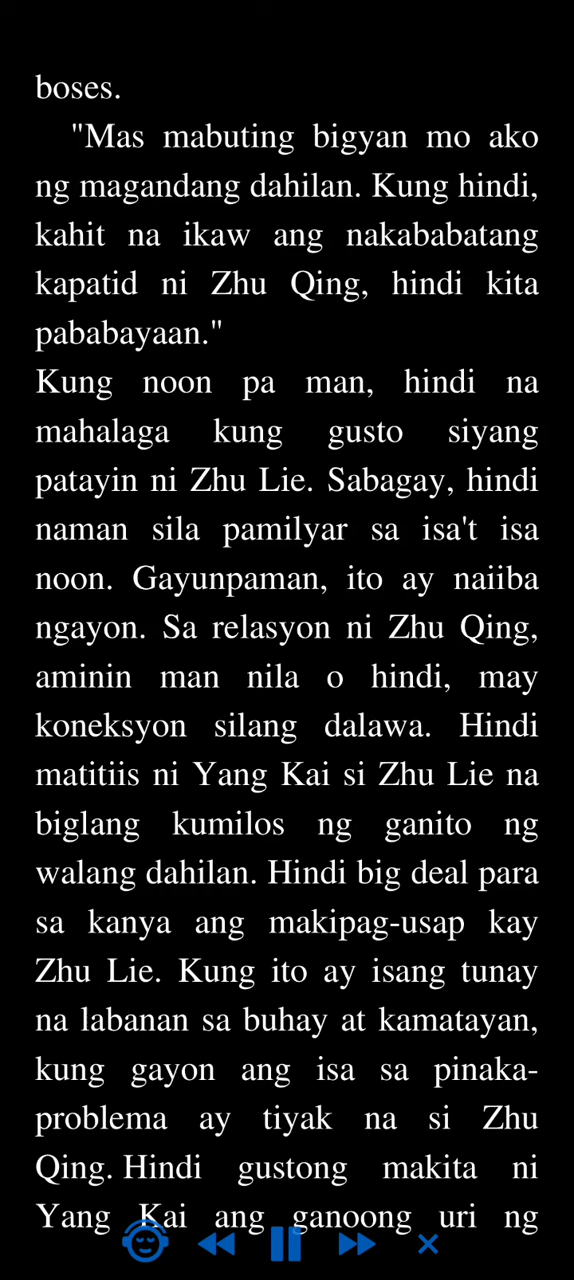 boses.
"Mas mabuting bigyan mo ako
ng magandang dahilan. Kung hindi,
kahit na ikaw ang nakababatang
kapatid ni Zhu Qing, hindi kita
pababayaan."
Kung noon pa man, hindi na
mahalaga kung gusto siyang
patayin ni Zhu Lie. Sabagay, hindi
naman sila pamilyar sa isa't isa
noon. Gayunpaman, ito ay naiiba
ngayon. Sa relasyon ni Zhu Qing,
aminin man nila o hindi, may
koneksyon silang dalawa. Hindi
matitiis ni Yang Kai si Zhu Lie na
biglang kumilos ng ganito ng
walang dahilan. Hindi big deal para
sa kanya ang makipag-usap kay
Zhu Lie. Kung ito ay isang tunay
na labanan sa buhay at kamatayan,
kung gayon ang isa sa pinaka-
problema ay tiyak na si Zhu
Qing. Hindi gustong makita ni
Yang Kai ang ganoong uri ng